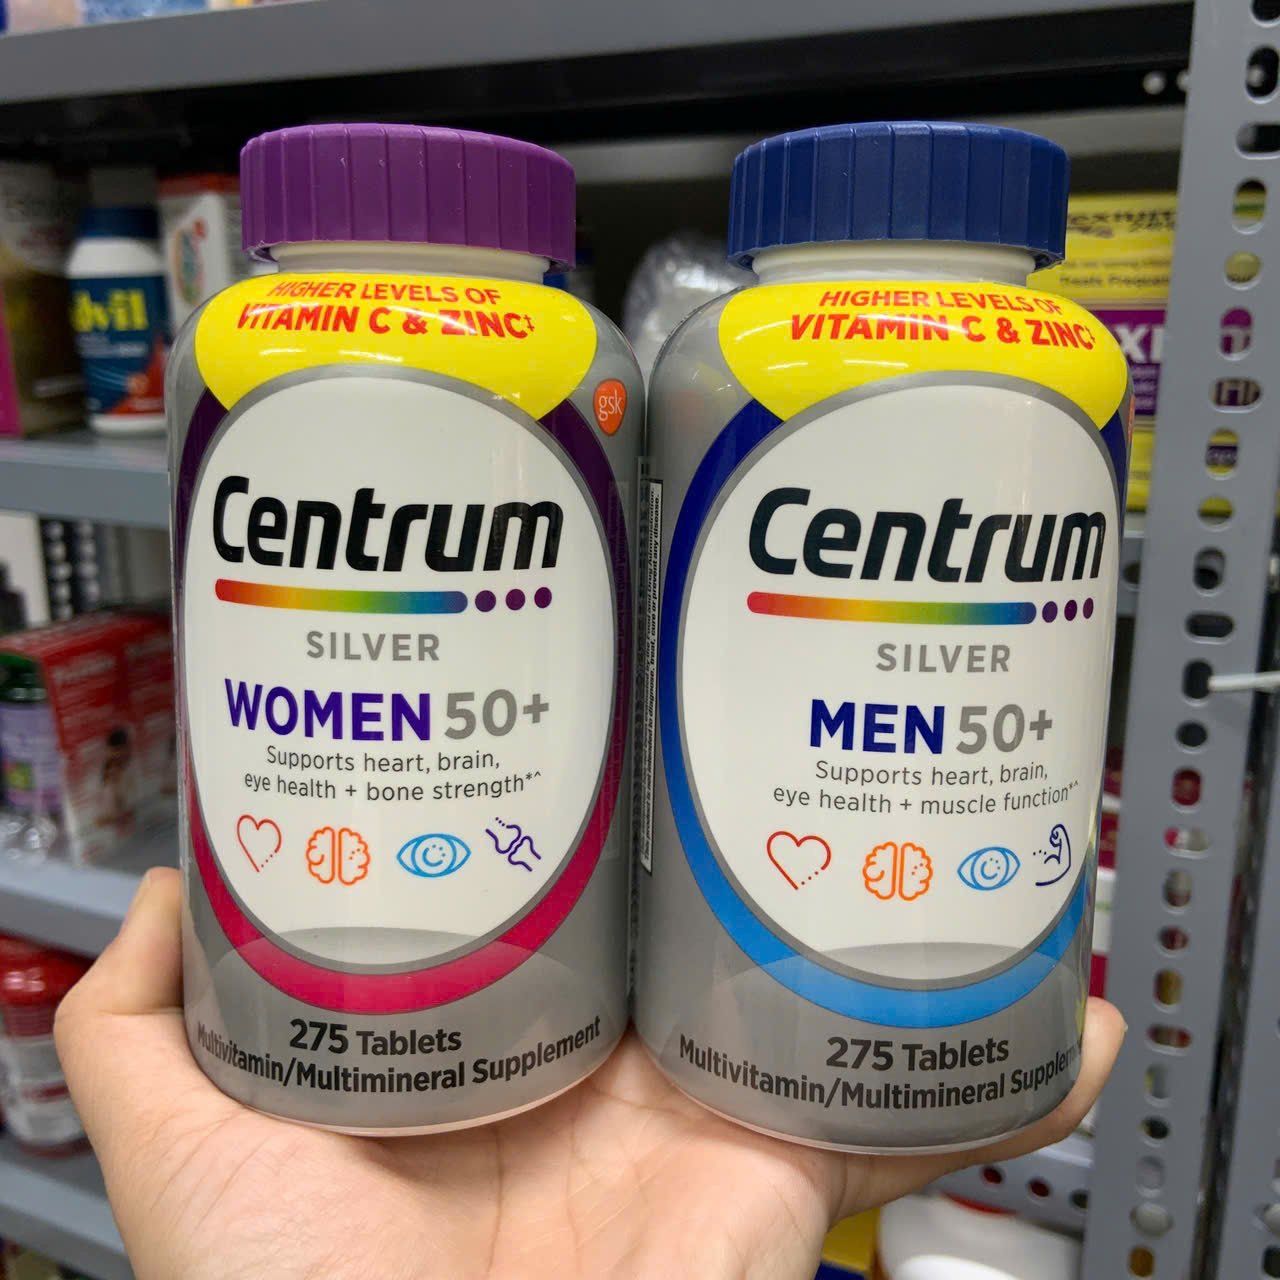 HIGHER LEVELS OF
VITAMIN C & ZINC‡
gsk
Centrum
SILVER
WOMEN 50+
Supports heart, brain,
eye health + bone strength*^
275 Tablets
Multivitamin/Multimineral Supplement
HIGHER LEVELS OF
VITAMIN C & ZINC‡
Centrum
SILVER
MEN 50+
Supports heart, brain,
eye health + muscle function*^
275 Tablets
Multivitamin/Multimineral Supplem
dvil